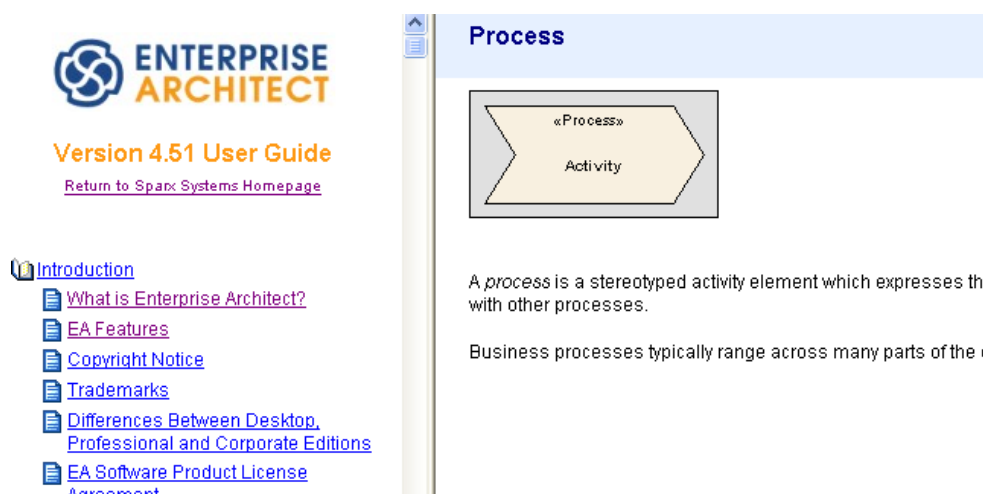 ENTERPRISE
ARCHITECT
Version 4.51 User Guide
Return to Sparx Systems Homepage
Introduction
What is Enterprise Architect?
EA Features
Copyright Notice
Trademarks
Differences Between Desktop,
Professional and Corporate Editions
EA Software Product License
Agreement
Process
«Process»
Activity
A process is a stereotyped activity element which expresses th
with other processes.
Business processes typically range across many parts of the